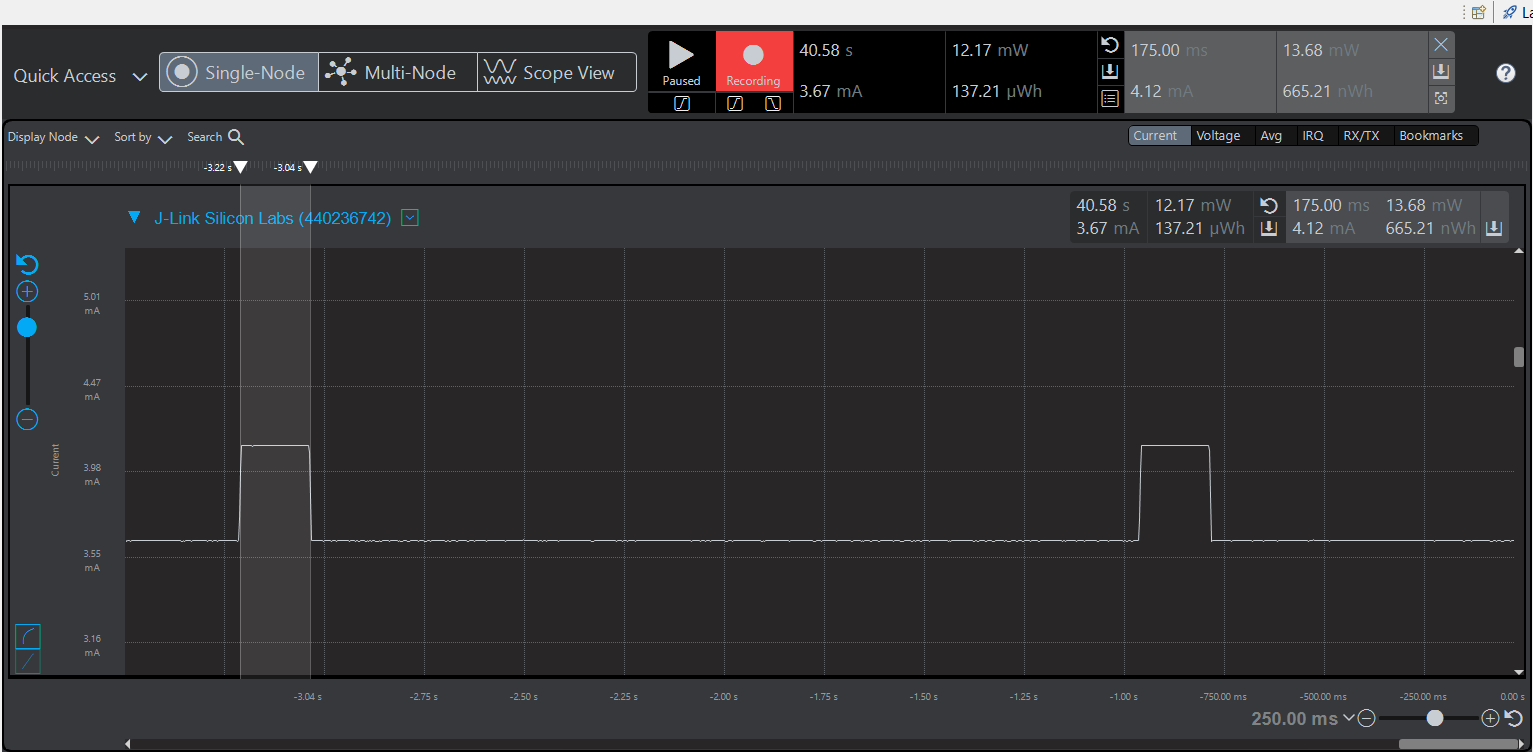 La
Quick Access
Single-Node
Multi-Node
Scope View
Paused
Recording
40.58 s
12.17 mW
3.67 mA
137.21 µWh
175.00 ms
13.68 mW
4.12 mA
665.21 nWh
Display Node
Sort by
Search
Current Voltage Avg IRQ RX/TX Bookmarks
-3.22 s -3.04 s
J-Link Silicon Labs (440236742)
40.58 s 12.17 mW 175.00 ms 13.68 mW
3.67 mA 137.21 µWh 4.12 mA 665.21 nWh
5.01
mA
4.47
mA
Current
3.98
mA
3.55
mA
3.16
mA
-3.04 s -2.75 s -2.50 s -2.25 s -2.00 s -1.75 s -1.50 s -1.25 s -1.00 s -750.00 ms -500.00 ms -250.00 ms 0.00 s
250.00 ms